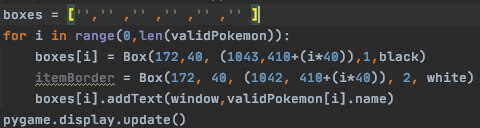 boxes = ['','' ,'' ,'' ,'' ,'' ]
for i in range(0,len(validPokemon)):
    boxes[i] = Box(172,40, (1043,410+(i*40)),1,black)
    itemBorder = Box(172, 40, (1042, 410+(i*40)), 2, white)
    boxes[i].addText(window,validPokemon[i].name)
pygame.display.update()